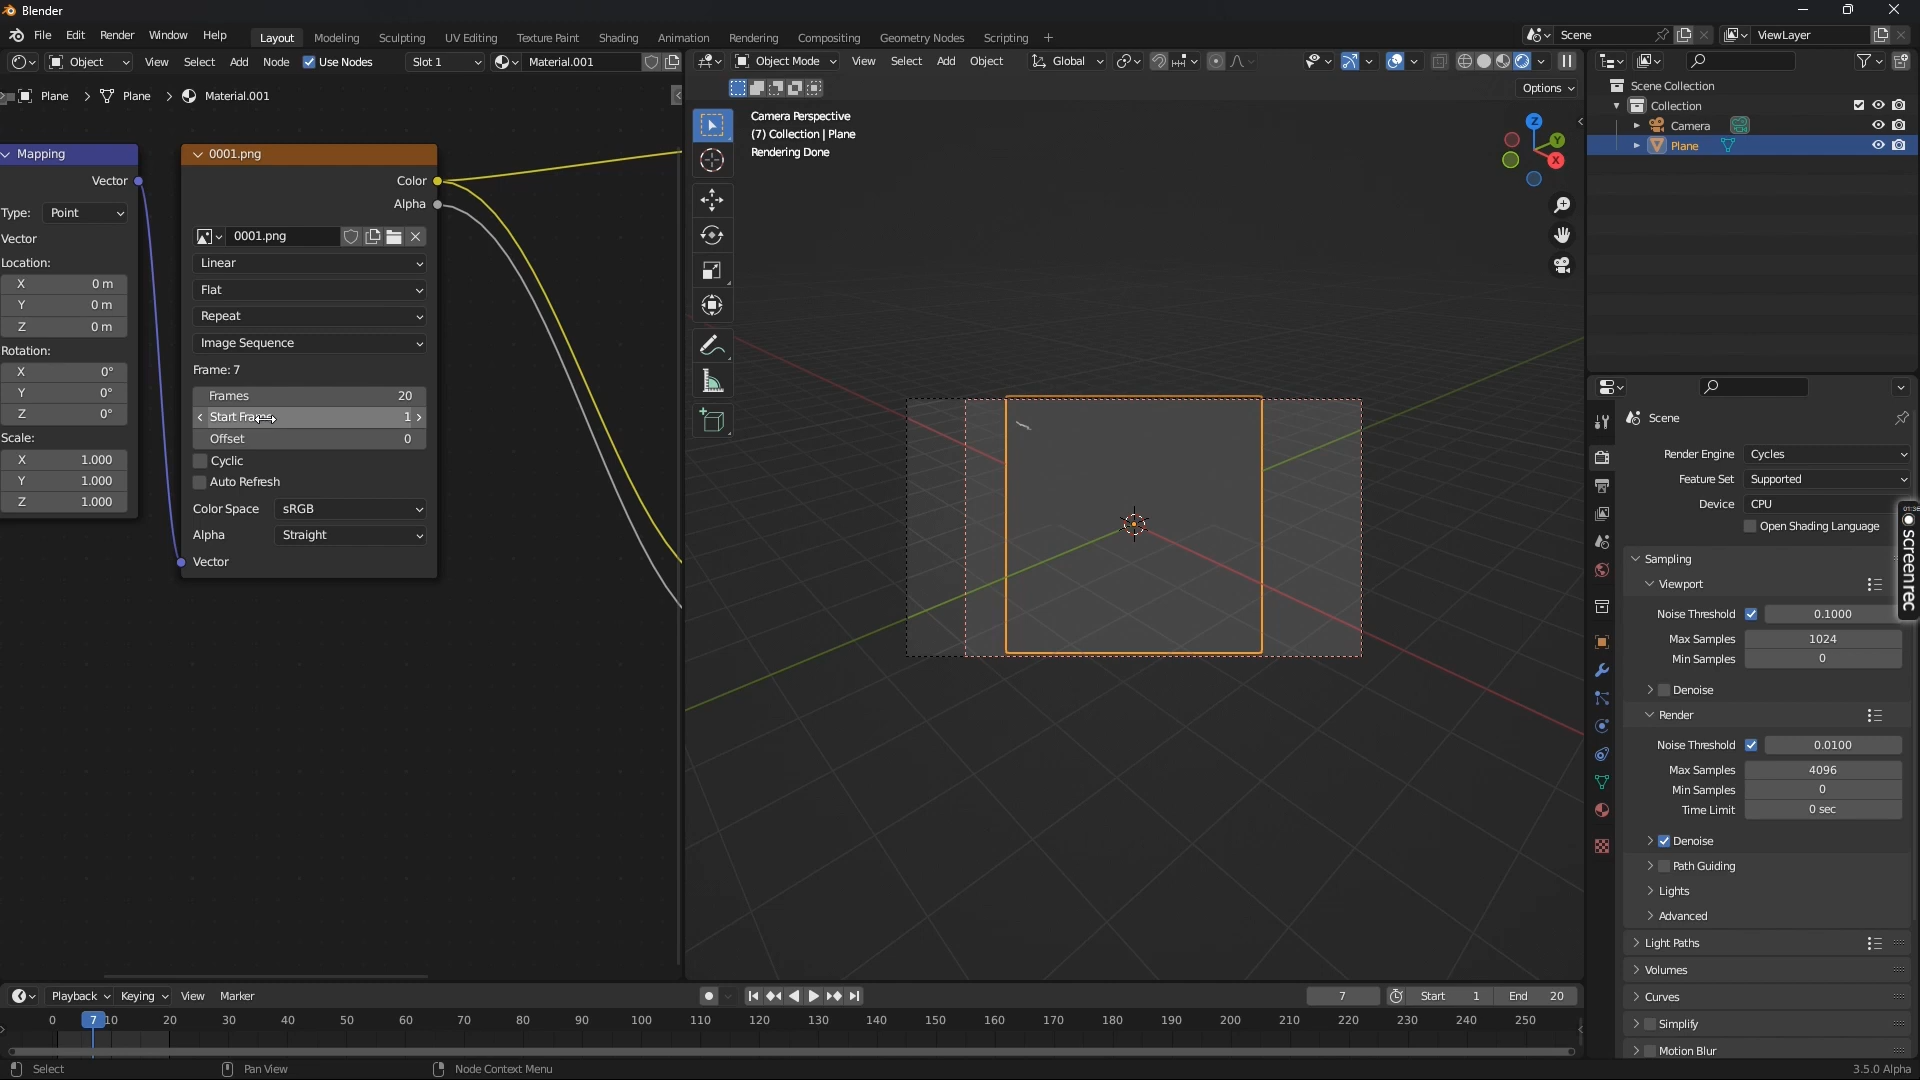 Blender
File Edit Render Window Help Layout Modeling Sculpting UV Editing Texture Paint Shading Animation Rendering Compositing Geometry Nodes Scripting + Scene ViewLayer
Object View Select Add Node Use Nodes Slot 1 Material.001
Object Mode View Select Add Object Global
Options
Plane > Plane > Material.001
Mapping
Vector
Type: Point
Vector
Location:
X 0 m
Y 0 m
Z 0 m
Rotation:
X 0°
Y 0°
Z 0°
Scale:
X 1.000
Y 1.000
Z 1.000
0001.png
Color
Alpha
0001.png
Linear
Flat
Repeat
Image Sequence
Frame: 7
Frames 20
Start Frame 1
Offset 0
Cyclic
Auto Refresh
Color Space sRGB
Alpha Straight
Vector
Camera Perspective
(7) Collection | Plane
Rendering Done
Z
Y
X
Scene Collection
Collection
Camera
Plane
Scene
Render Engine Cycles
Feature Set Supported
Device CPU
Open Shading Language
Sampling
Viewport
Noise Threshold 0.1000
Max Samples 1024
Min Samples 0
Denoise
Render
Noise Threshold 0.0100
Max Samples 4096
Min Samples 0
Time Limit 0 sec
Denoise
Path Guiding
Lights
Advanced
Light Paths
Volumes
Curves
Simplify
Motion Blur
screenrec
Playback Keying View Marker 7 Start 1 End 20
0 7 10 20 30 40 50 60 70 80 90 100 110 120 130 140 150 160 170 180 190 200 210 220 230 240 250
Select Pan View Node Context Menu 3.5.0 Alpha